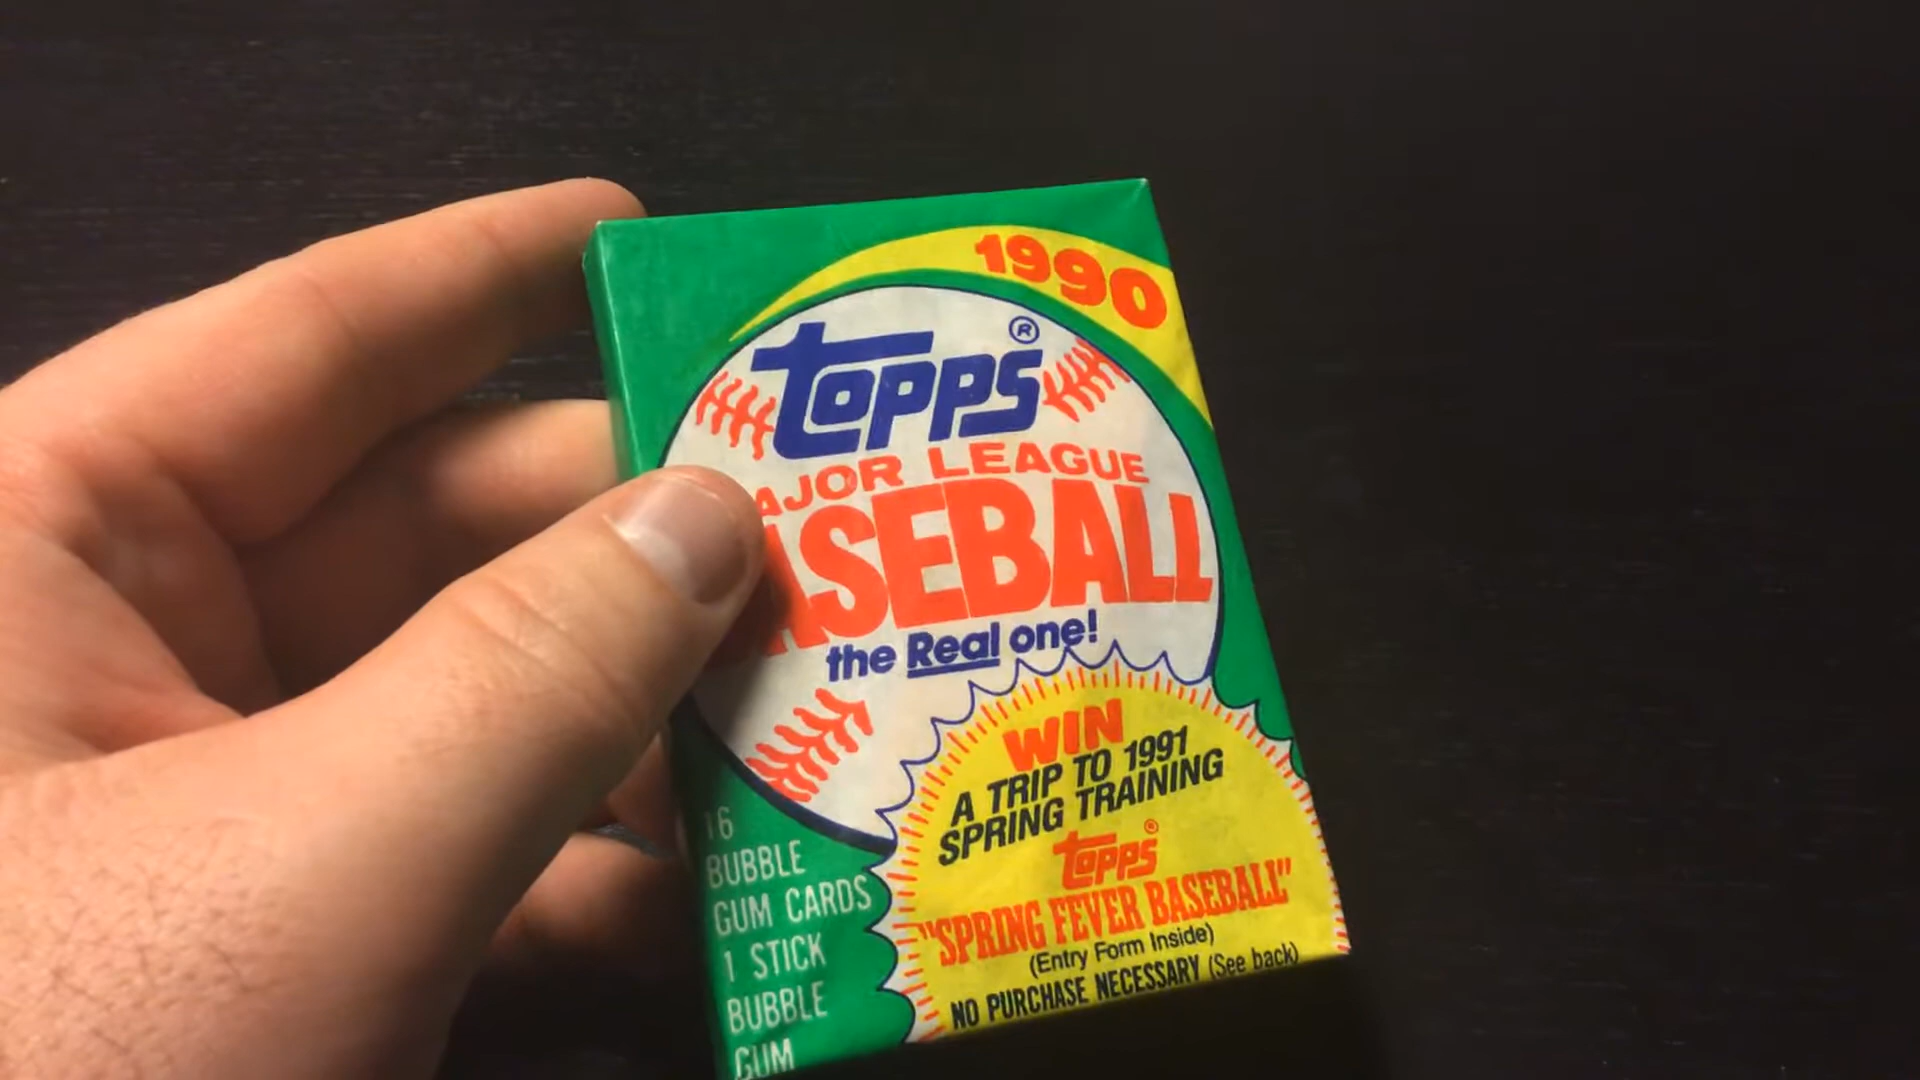 1990
Topps®
AJOR LEAGUE
ASEBALL
the Real one!
WIN
A TRIP TO 1991
SPRING TRAINING
Topps®
"SPRING FEVER BASEBALL"
(Entry Form Inside)
NO PURCHASE NECESSARY (See back)
16
BUBBLE
GUM CARDS
1 STICK
BUBBLE
GUM